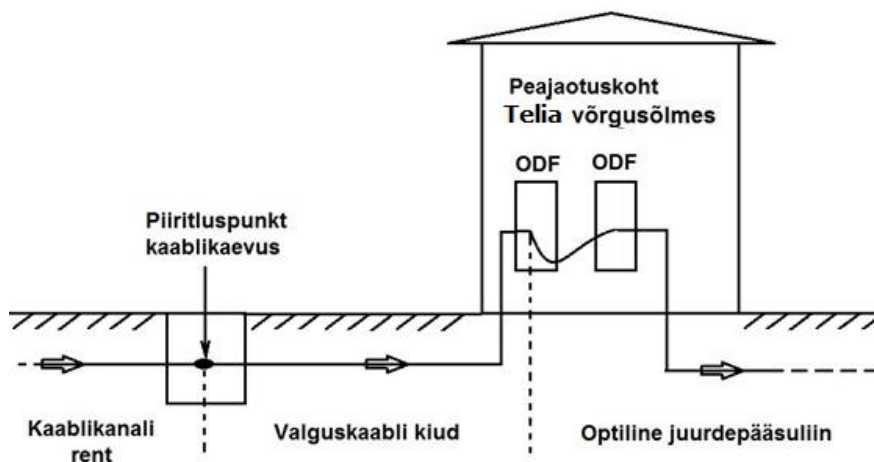 Peajaotuskoht
Telia võrgusõlmes
ODF ODF
Piiritluspunkt
kaablikaevus
Kaablikanali
rent
Valguskaabli kiud
Optiline juurdepääsuliin